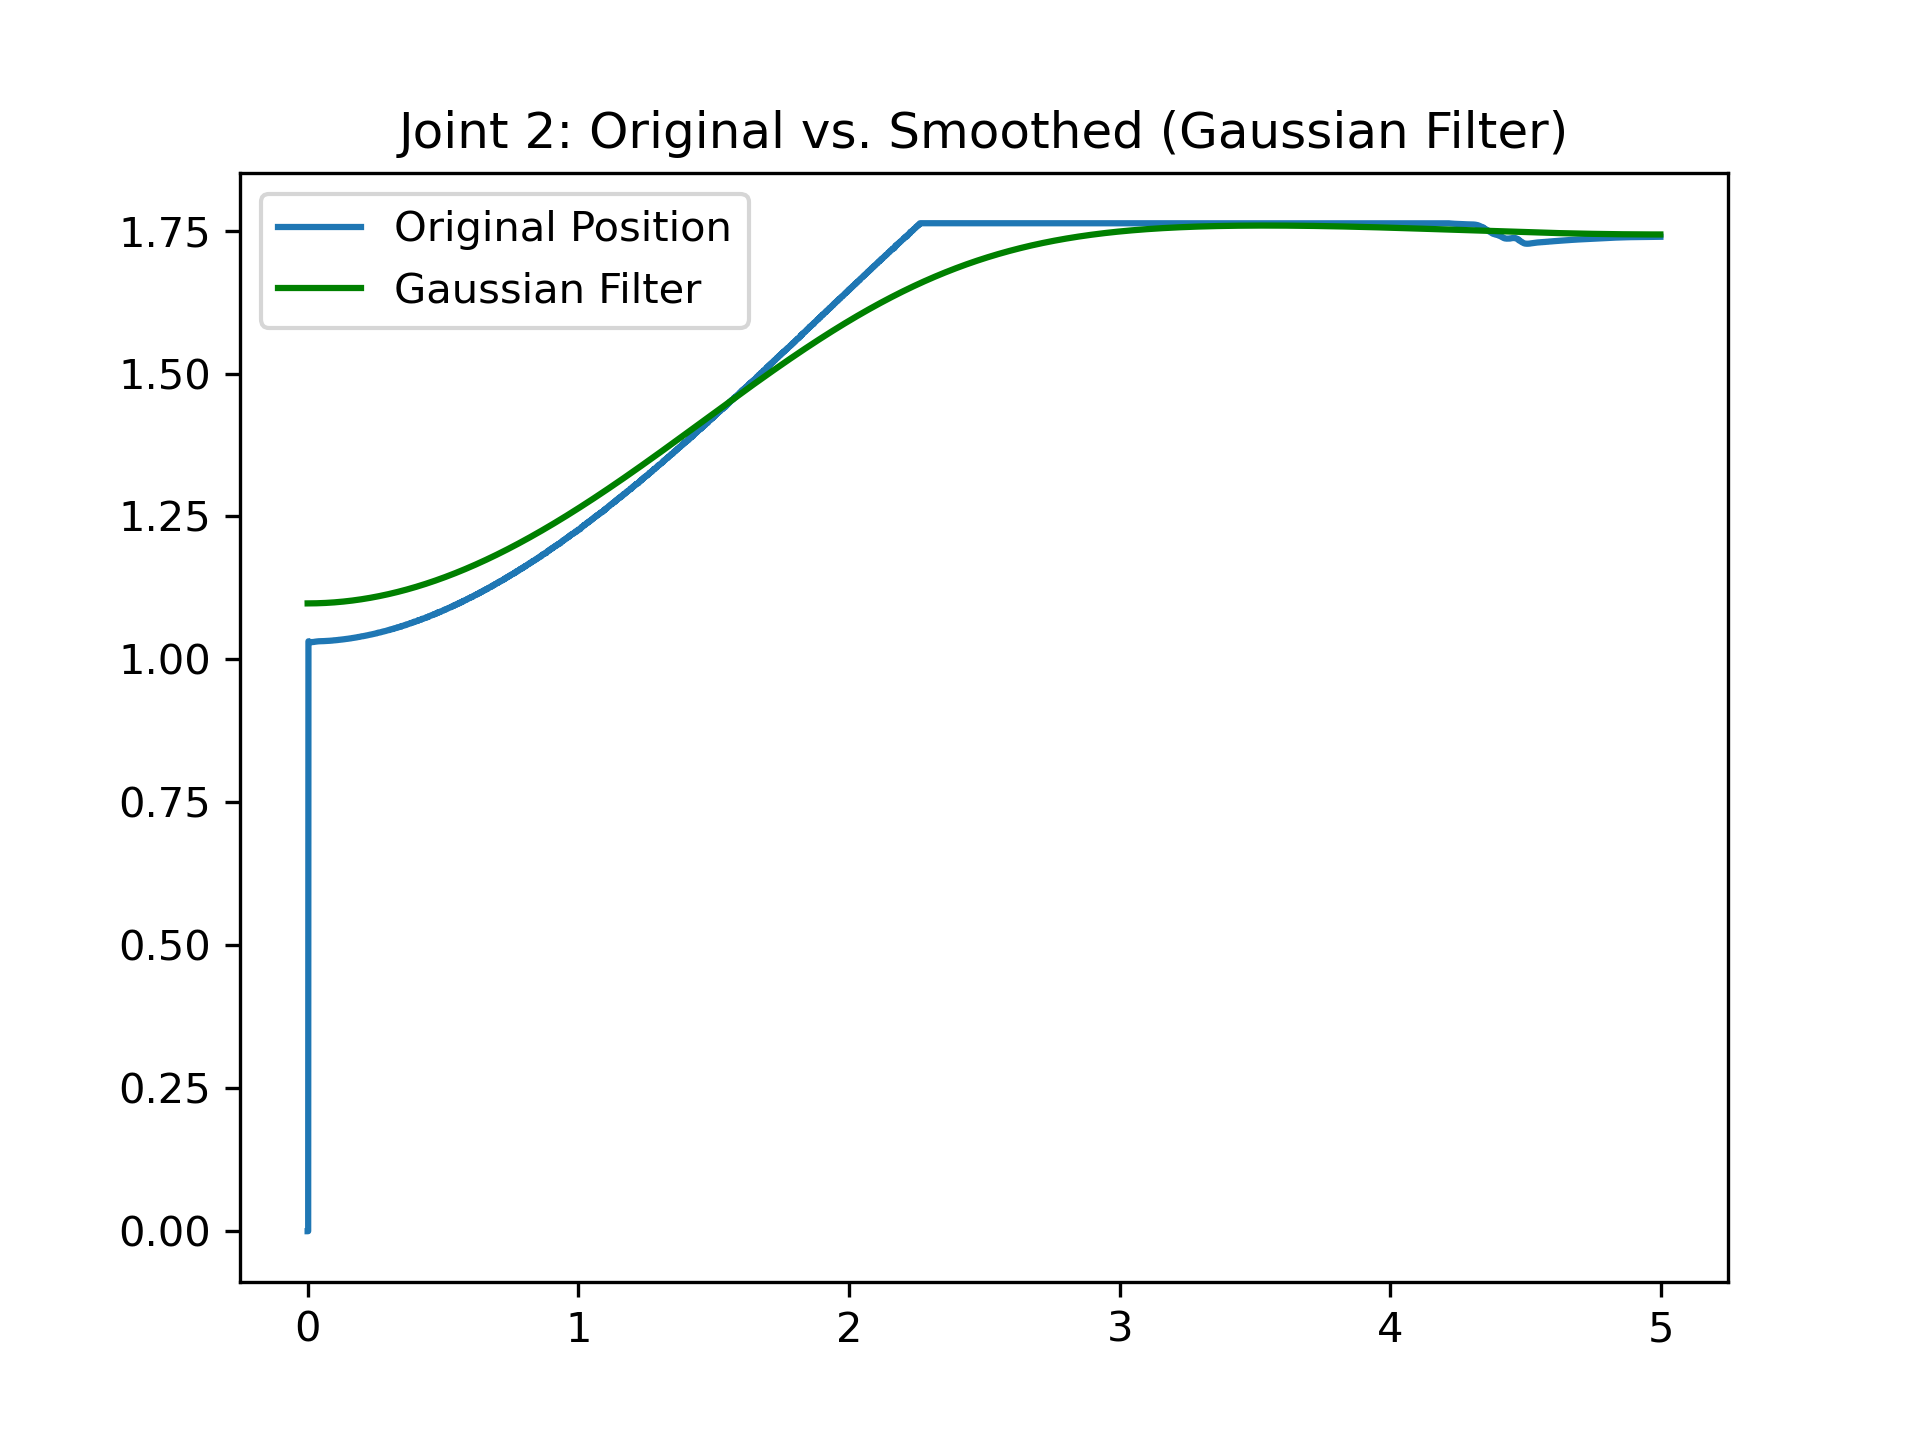 Joint 2: Original vs. Smoothed (Gaussian Filter)
Original Position
Gaussian Filter
1.75
1.50
1.25
1.00
0.75
0.50
0.25
0.00
0 1 2 3 4 5